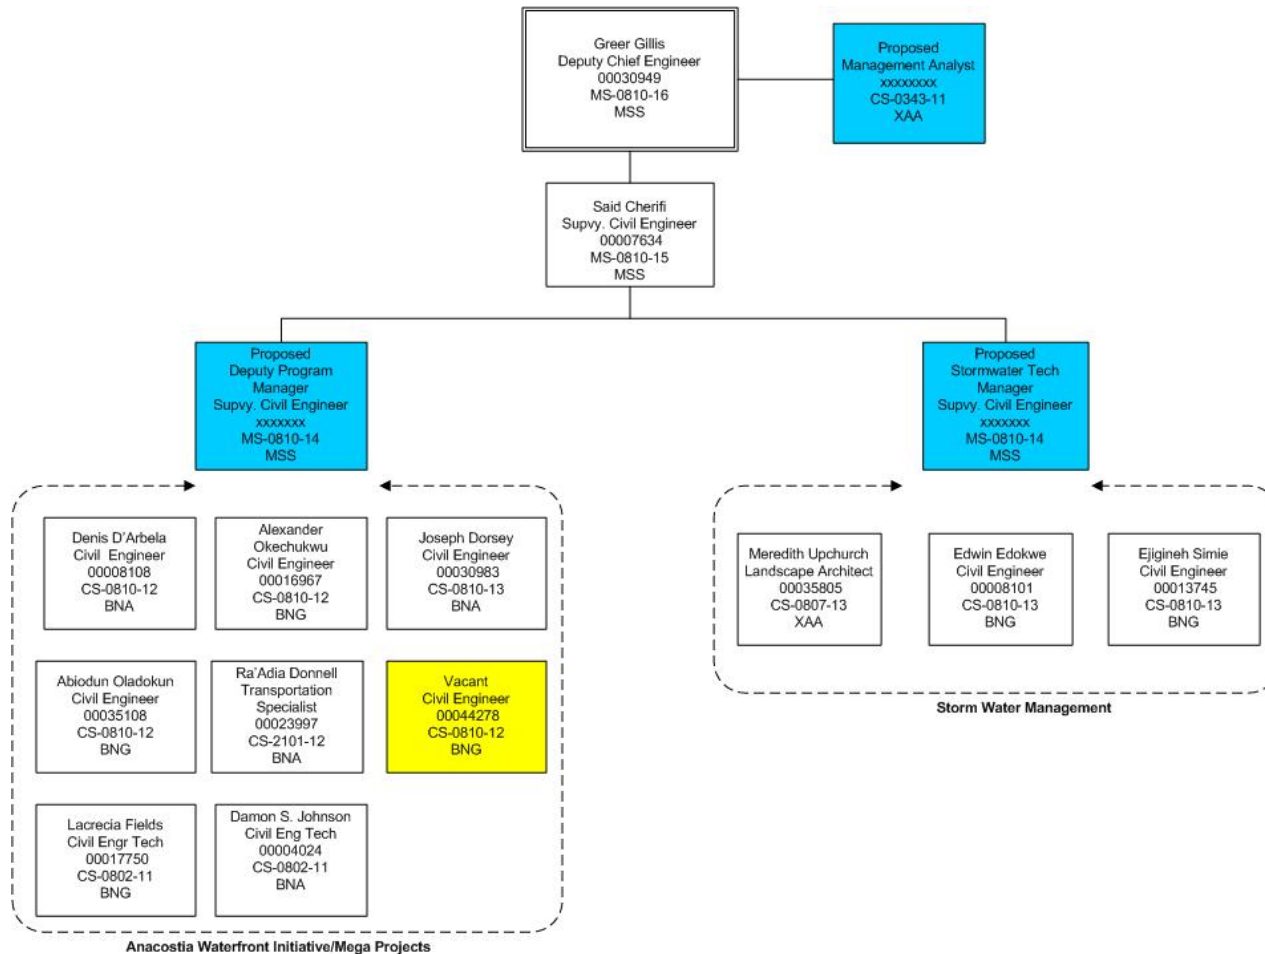 Greer Gillis
Deputy Chief Engineer
00030949
MS-0810-16
MSS
Proposed
Management Analyst
xxxxxxxx
CS-0343-11
XAA
Said Cherifi
Supvy. Civil Engineer
00007634
MS-0810-15
MSS
Proposed
Deputy Program
Manager
Supvy. Civil Engineer
xxxxxxx
MS-0810-14
MSS
Proposed
Stormwater Tech
Manager
Supvy. Civil Engineer
xxxxxxx
MS-0810-14
MSS
Denis D'Arbela
Civil Engineer
00008108
CS-0810-12
BNA
Alexander
Okechukwu
Civil Engineer
00016967
CS-0810-12
BNG
Joseph Dorsey
Civil Engineer
00030983
CS-0810-13
BNA
Abiodun Oladokun
Civil Engineer
00035108
CS-0810-12
BNG
Ra'Adia Donnell
Transportation
Specialist
00023997
CS-2101-12
BNA
Vacant
Civil Engineer
00044278
CS-0810-12
BNG
Lacrecia Fields
Civil Engr Tech
00017750
CS-0802-11
BNG
Damon S. Johnson
Civil Eng Tech
00004024
CS-0802-11
BNA
Anacostia Waterfront Initiative/Mega Projects
Meredith Upchurch
Landscape Architect
00035805
CS-0807-13
XAA
Edwin Edokwe
Civil Engineer
00008101
CS-0810-13
BNG
Ejigineh Simie
Civil Engineer
00013745
CS-0810-13
BNG
Storm Water Management